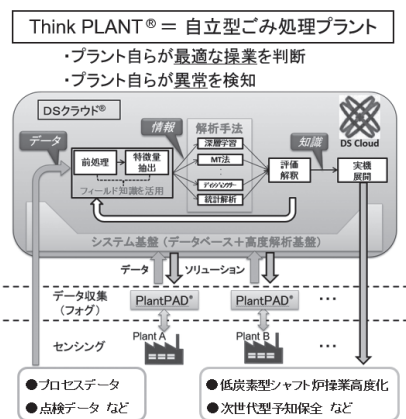 Think PLANT®＝ 自立型ごみ処理プラント
・プラント自らが最適な操業を判断
・プラント自らが異常を検知
DSクラウド®
DS Cloud
データ
情報
解析手法
知識
前処理
特徴量
抽出
フィールド知識を活用
深層学習
MT法
⋮
統計解析
評価
解釈
実機
展開
システム基盤（データベース＋高度解析基盤）
データ
ソリューション
データ収集
（フォグ）
PlantPAD®
PlantPAD®
…
センシング
Plant A
Plant B
…
●プロセスデータ
●点検データ など
●低炭素型シャフト炉操業高度化
●次世代型予知保全 など